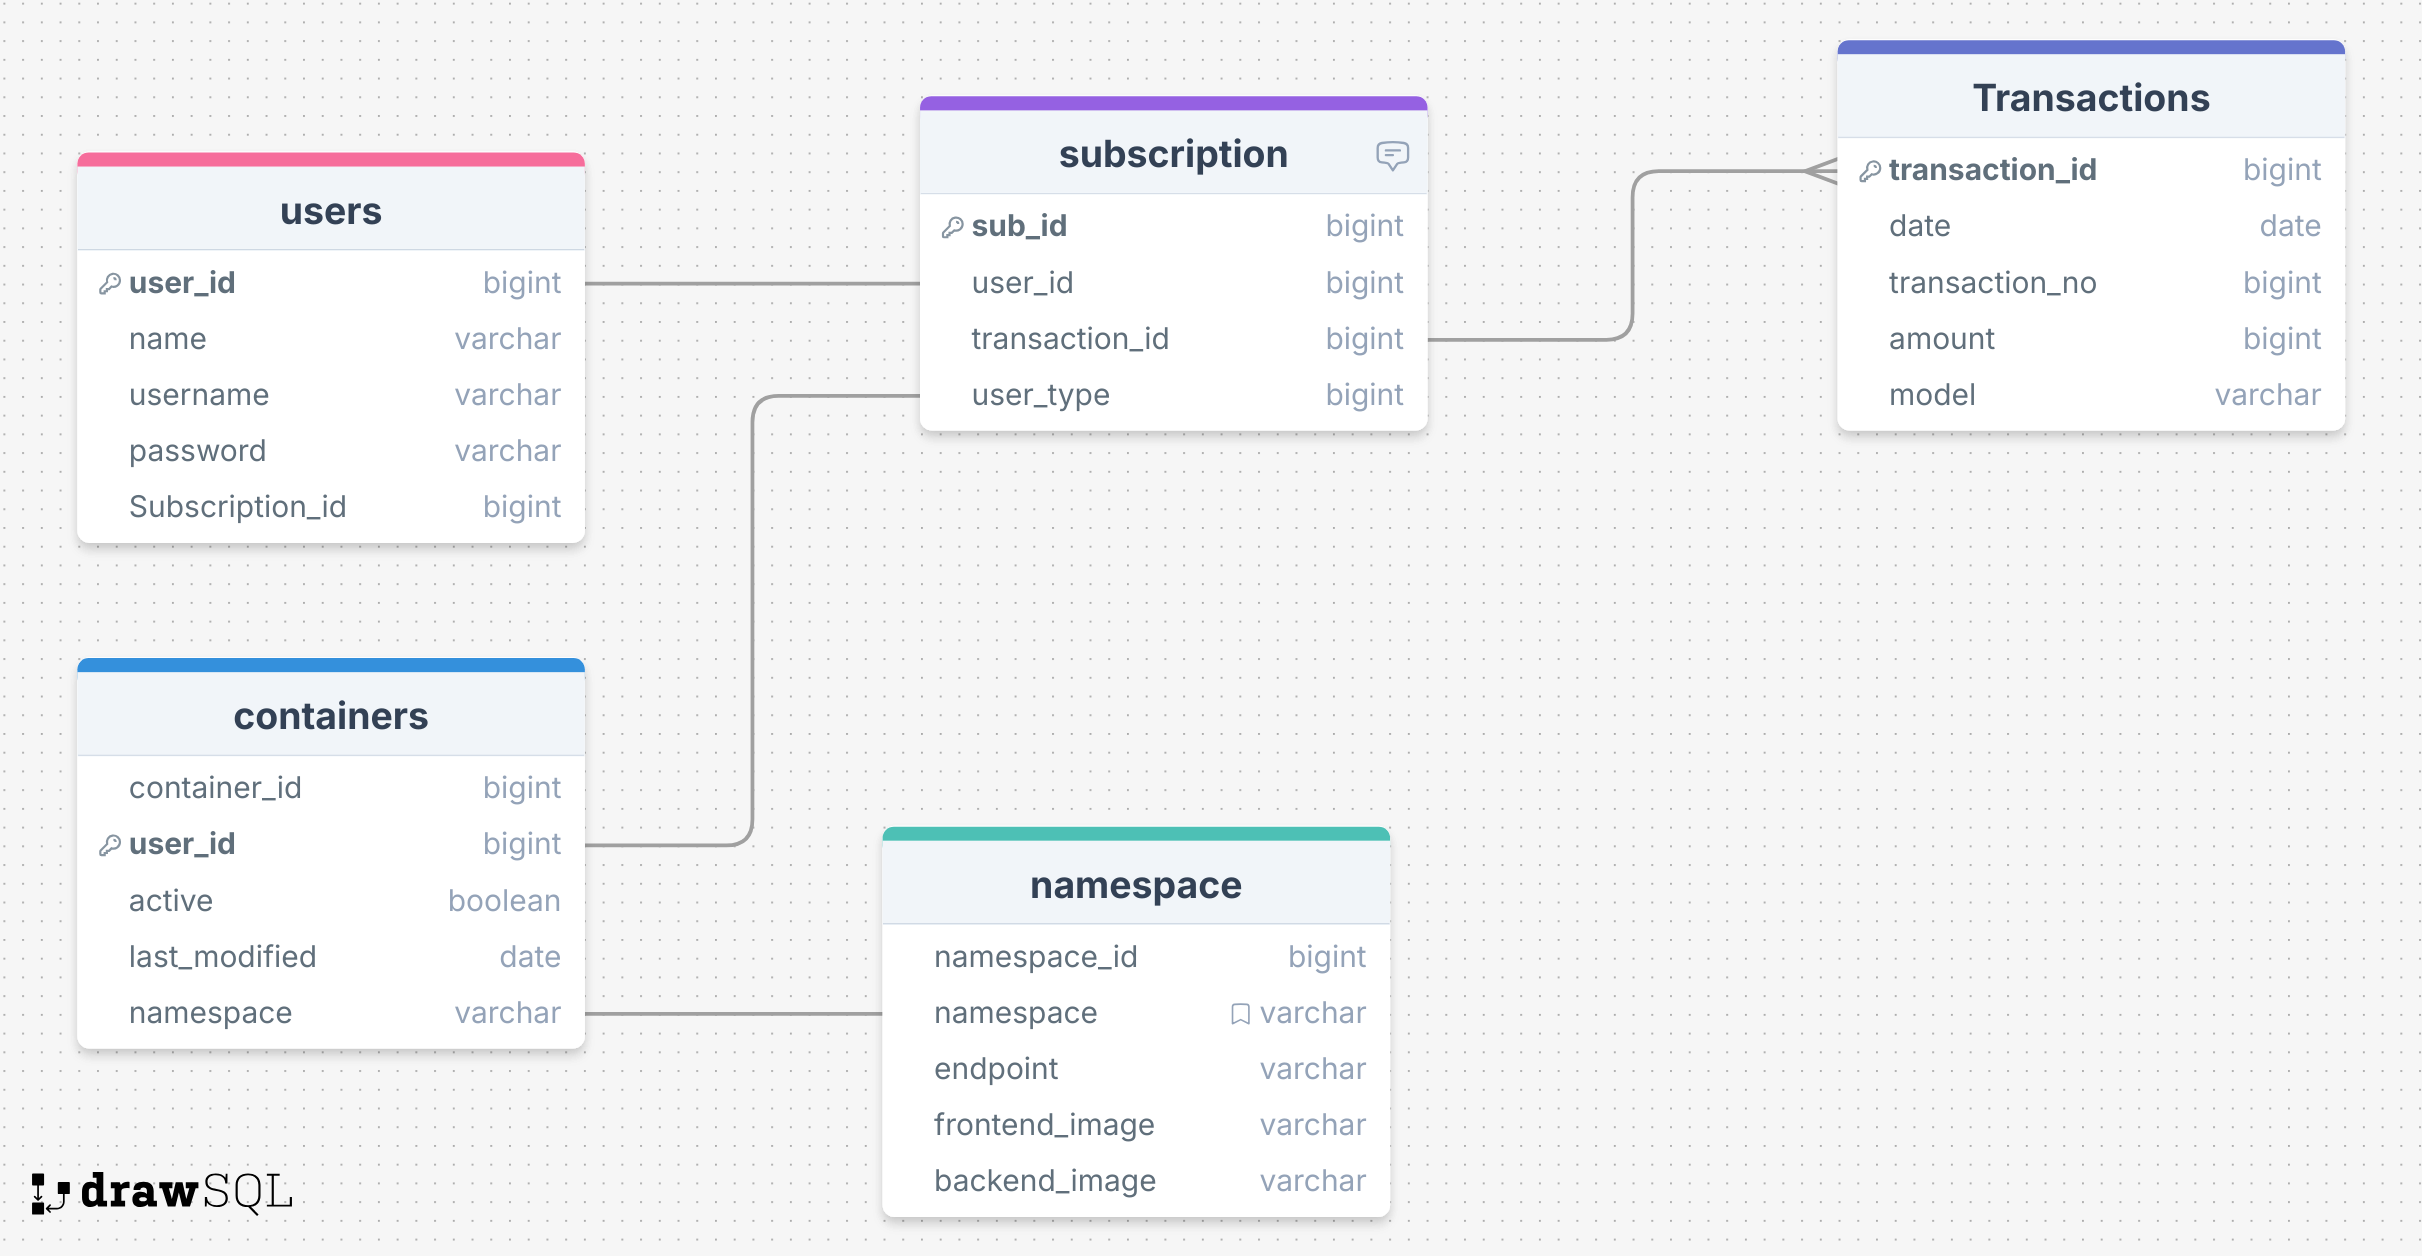 users
user_id bigint
name varchar
username varchar
password varchar
Subscription_id bigint
subscription
sub_id bigint
user_id bigint
transaction_id bigint
user_type bigint
Transactions
transaction_id bigint
date date
transaction_no bigint
amount bigint
model varchar
containers
container_id bigint
user_id bigint
active boolean
last_modified date
namespace varchar
namespace
namespace_id bigint
namespace varchar
endpoint varchar
frontend_image varchar
backend_image varchar
drawSQL